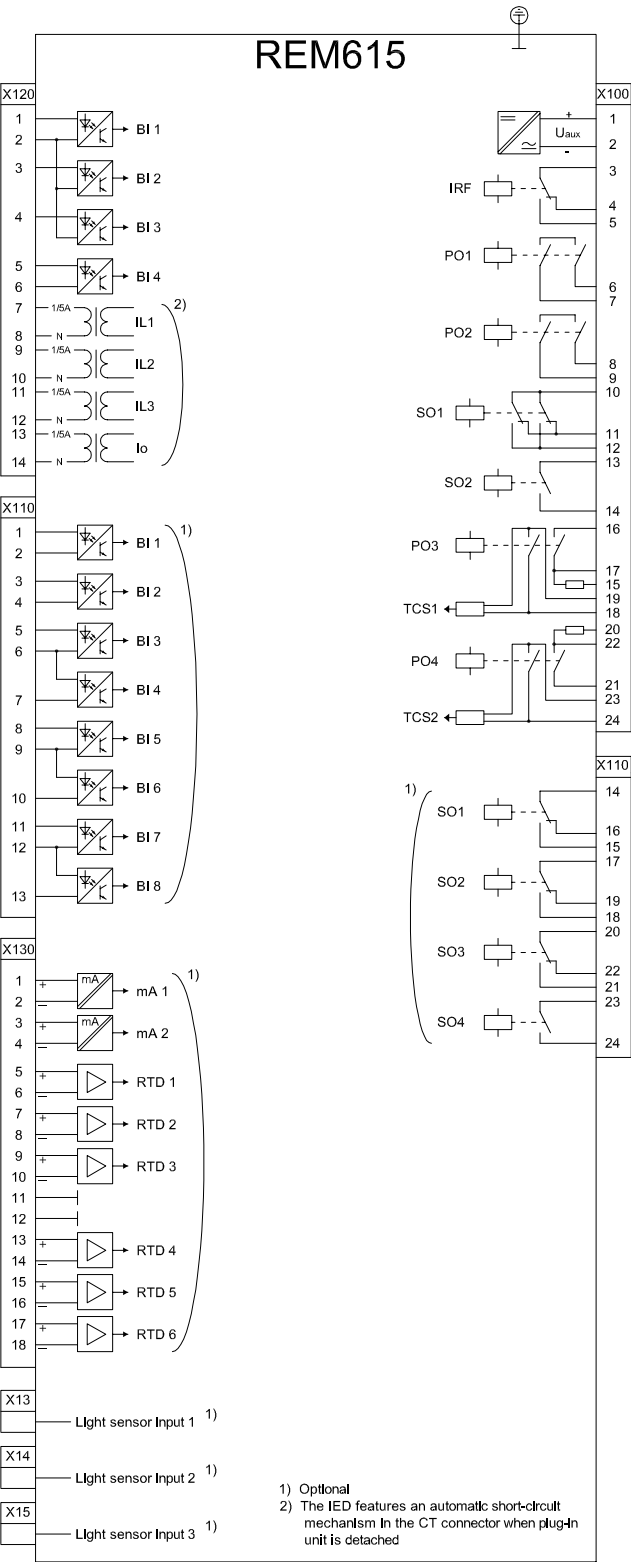 REM615
X120
1
2
BI 1
3
BI 2
4
BI 3
5
6
BI 4
7
1/5A
8
N
IL1
2)
9
1/5A
10
N
IL2
11
1/5A
12
N
IL3
13
1/5A
14
N
Io
X110
1
2
BI 1
1)
3
4
BI 2
5
6
BI 3
7
BI 4
8
9
BI 5
10
BI 6
11
12
BI 7
13
BI 8
X130
1
+
2
–
mA
mA 1
1)
3
+
4
–
mA
mA 2
5
+
6
–
RTD 1
7
+
8
–
RTD 2
9
+
10
–
RTD 3
11
12
13
+
14
–
RTD 4
15
+
16
–
RTD 5
17
+
18
–
RTD 6
X13
Light sensor input 1 1)
X14
Light sensor input 2 1)
X15
Light sensor input 3 1)
X100
+
Uaux
-
1
2
IRF
3
4
5
PO1
6
7
PO2
8
9
SO1
10
11
12
SO2
13
14
PO3
16
17
15
19
18
TCS1
PO4
20
22
21
23
24
TCS2
X110
1)
SO1
14
16
15
SO2
17
19
18
SO3
20
22
21
SO4
23
24
1) Optional
2) The IED features an automatic short-circuit
mechanism in the CT connector when plug-in
unit is detached